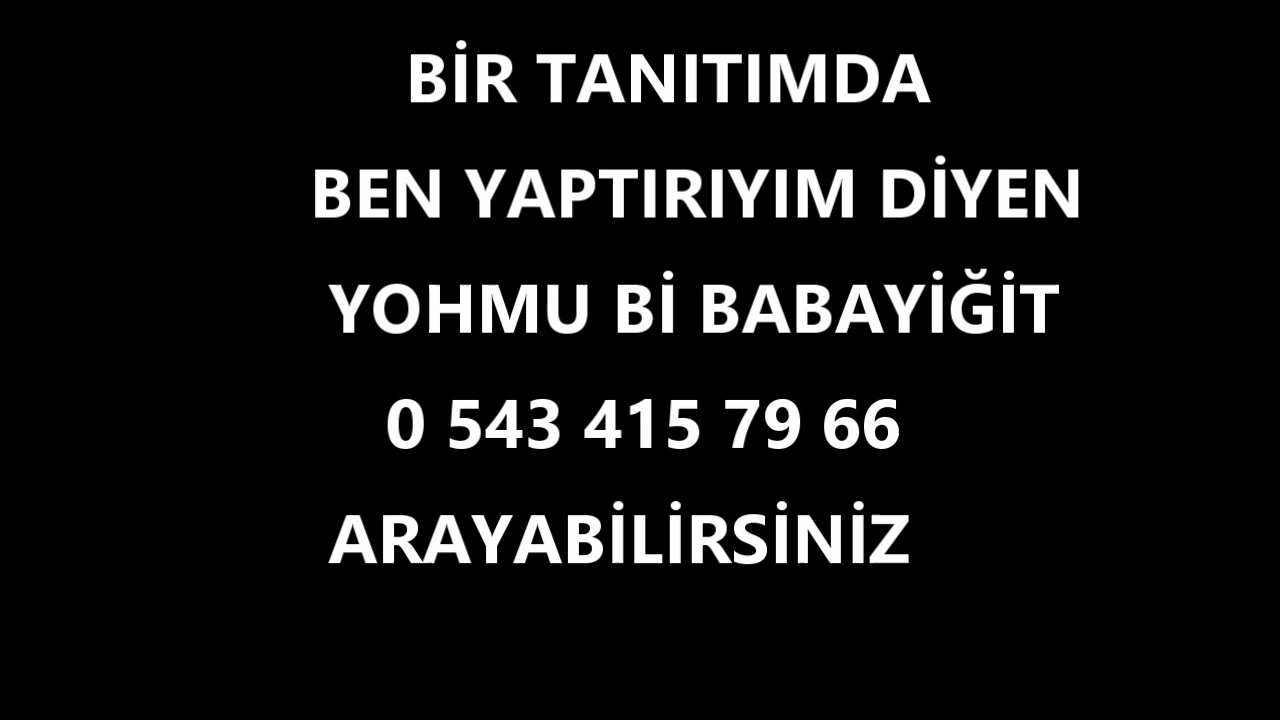 BİR TANITIMDA
BEN YAPTIRIYIM DİYEN
YOHMU Bİ BABAYİĞİT
0 543 415 79 66
ARAYABİLİRSİNİZ